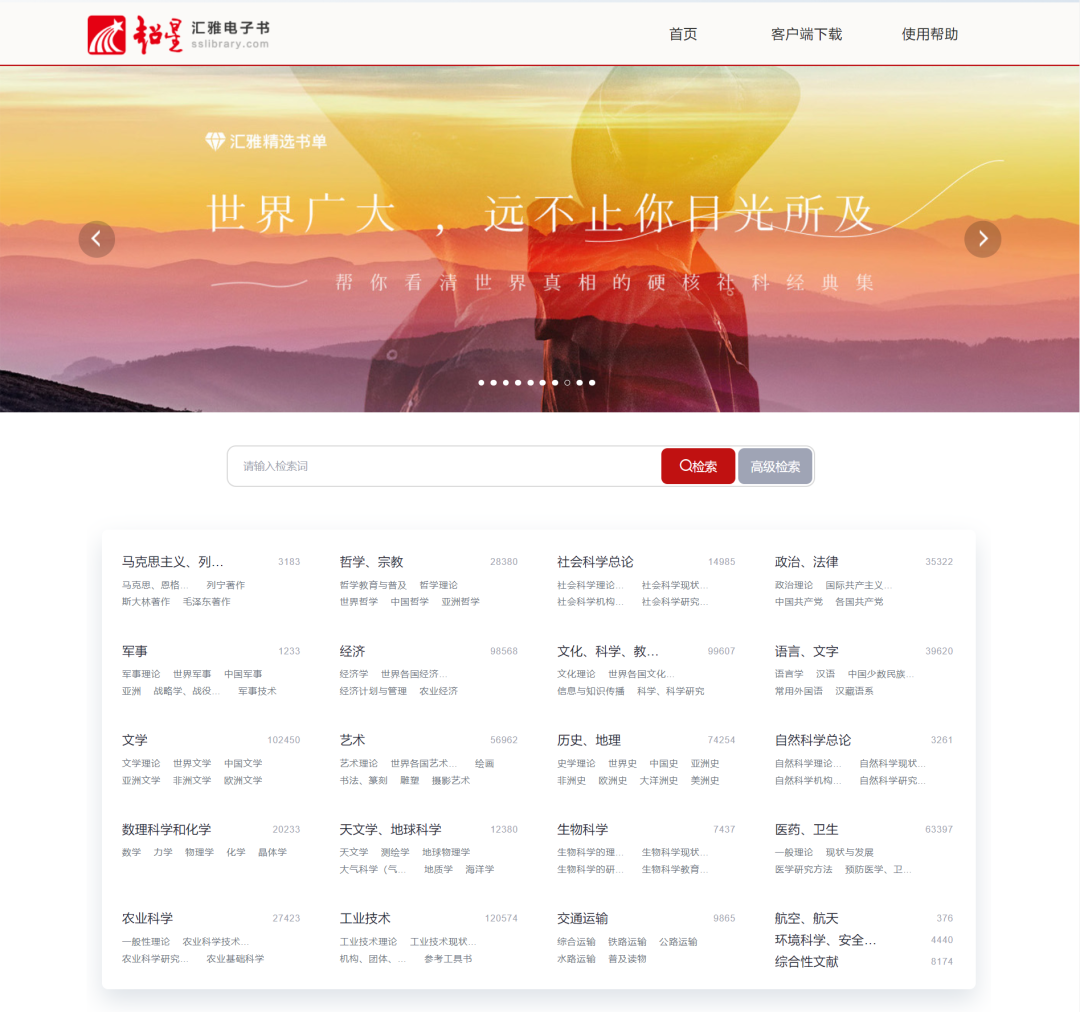 超星 汇雅电子书
sslibrary.com
首页 客户端下载 使用帮助
汇雅精选书单
世界广大，远不止你目光所及
帮你看清世界真相的硬核社科经典集
请输入检索词 检索 高级检索
马克思主义、列… 3183
马克思、恩格… 列宁著作
斯大林著作 毛泽东著作
哲学、宗教 28380
哲学教育与普及 哲学理论
世界哲学 中国哲学 亚洲哲学
社会科学总论 14985
社会科学理论… 社会科学现状…
社会科学机构… 社会科学研究…
政治、法律 35322
政治理论 国际共产主义…
中国共产党 各国共产党
军事 1233
军事理论 世界军事 中国军事
亚洲 战略学、战役… 军事技术
经济 98568
经济学 世界各国经济…
经济计划与管理 农业经济
文化、科学、教… 99607
文化理论 世界各国文化…
信息与知识传播 科学、科学研究
语言、文字 39620
语言学 汉语 中国少数民族…
常用外国语 汉藏语系
文学 102450
文学理论 世界文学 中国文学
亚洲文学 非洲文学 欧洲文学
艺术 56962
艺术理论 世界各国艺术… 绘画
书法、篆刻 雕塑 摄影艺术
历史、地理 74254
史学理论 世界史 中国史 亚洲史
非洲史 欧洲史 大洋洲史 美洲史
自然科学总论 3261
自然科学理论… 自然科学现状…
自然科学机构… 自然科学研究…
数理科学和化学 20233
数学 力学 物理学 化学 晶体学
天文学、地球科学 12380
天文学 测绘学 地球物理学
大气科学（气… 地质学 海洋学
生物科学 7437
生物科学的理… 生物科学现状…
生物科学的研… 生物科学教育…
医药、卫生 63397
一般理论 现状与发展
医学研究方法 预防医学、卫…
农业科学 27423
一般性理论 农业科学技术…
农业科学研究… 农业基础科学
工业技术 120574
工业技术理论 工业技术现状…
机构、团体、… 参考工具书
交通运输 9865
综合运输 铁路运输 公路运输
水路运输 普及读物
航空、航天 376
环境科学、安全… 4440
综合性文献 8174